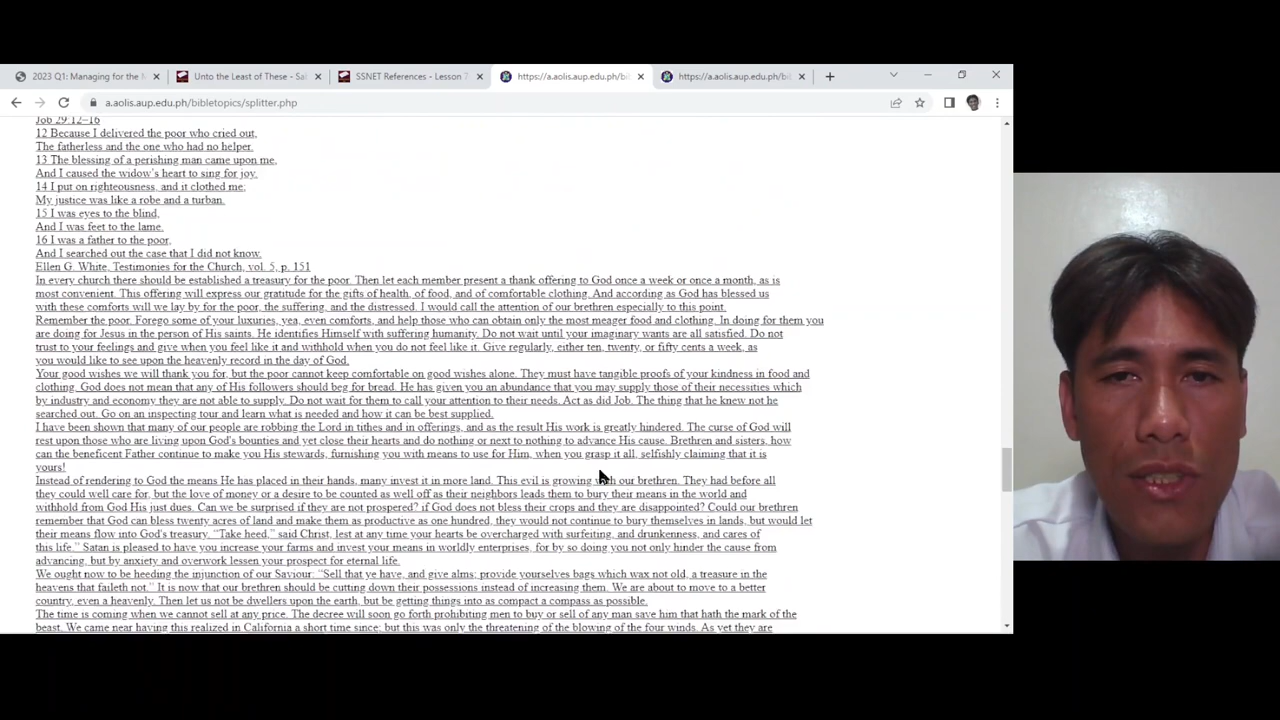 2023 Q1: Managing for the M
Unto the Least of These - Sa
SSNET References - Lesson 7
https://a.aolis.aup.edu.ph/bib
https://a.aolis.aup.edu.ph/bib
a.aolis.aup.edu.ph/bibletopics/splitter.php
Job 29:12–16
12 Because I delivered the poor who cried out,
The fatherless and the one who had no helper.
13 The blessing of a perishing man came upon me,
And I caused the widow's heart to sing for joy.
14 I put on righteousness, and it clothed me;
My justice was like a robe and a turban.
15 I was eyes to the blind,
And I was feet to the lame.
16 I was a father to the poor,
And I searched out the case that I did not know.
Ellen G. White, Testimonies for the Church, vol. 5, p. 151
In every church there should be established a treasury for the poor. Then let each member present a thank offering to God once a week or once a month, as is
most convenient. This offering will express our gratitude for the gifts of health, of food, and of comfortable clothing. And according as God has blessed us
with these comforts will we lay by for the poor, the suffering, and the distressed. I would call the attention of our brethren especially to this point.
Remember the poor. Forego some of your luxuries, yea, even comforts, and help those who can obtain only the most meager food and clothing. In doing for them you
are doing for Jesus in the person of His saints. He identifies Himself with suffering humanity. Do not wait until your imaginary wants are all satisfied. Do not
trust to your feelings and give when you feel like it and withhold when you do not feel like it. Give regularly, either ten, twenty, or fifty cents a week, as
you would like to see upon the heavenly record in the day of God.
Your good wishes we will thank you for, but the poor cannot keep comfortable on good wishes alone. They must have tangible proofs of your kindness in food and
clothing. God does not mean that any of His followers should beg for bread. He has given you an abundance that you may supply those of their necessities which
by industry and economy they are not able to supply. Do not wait for them to call your attention to their needs. Act as did Job. The thing that he knew not he
searched out. Go on an inspecting tour and learn what is needed and how it can be best supplied.
I have been shown that many of our people are robbing the Lord in tithes and in offerings, and as the result His work is greatly hindered. The curse of God will
rest upon those who are living upon God's bounties and yet close their hearts and do nothing or next to nothing to advance His cause. Brethren and sisters, how
can the beneficent Father continue to make you His stewards, furnishing you with means to use for Him, when you grasp it all, selfishly claiming that it is
yours!
Instead of rendering to God the means He has placed in their hands, many invest it in more land. This evil is growing with our brethren. They had before all
they could well care for, but the love of money or a desire to be counted as well off as their neighbors leads them to bury their means in the world and
withhold from God His just dues. Can we be surprised if they are not prospered? if God does not bless their crops and they are disappointed? Could our brethren
remember that God can bless twenty acres of land and make them as productive as one hundred, they would not continue to bury themselves in lands, but would let
their means flow into God's treasury. “Take heed,” said Christ, lest at any time your hearts be overcharged with surfeiting, and drunkenness, and cares of
this life.” Satan is pleased to have you increase your farms and invest your means in worldly enterprises, for by so doing you not only hinder the cause from
advancing, but by anxiety and overwork lessen your prospect for eternal life.
We ought now to be heeding the injunction of our Saviour: “Sell that ye have, and give alms; provide yourselves bags which wax not old, a treasure in the
heavens that faileth not.” It is now that our brethren should be cutting down their possessions instead of increasing them. We are about to move to a better
country, even a heavenly. Then let us not be dwellers upon the earth, but be getting things into as compact a compass as possible.
The time is coming when we cannot sell at any price. The decree will soon go forth prohibiting men to buy or sell of any man save him that hath the mark of the
beast. We came near having this realized in California a short time since; but this was only the threatening of the blowing of the four winds. As yet they are